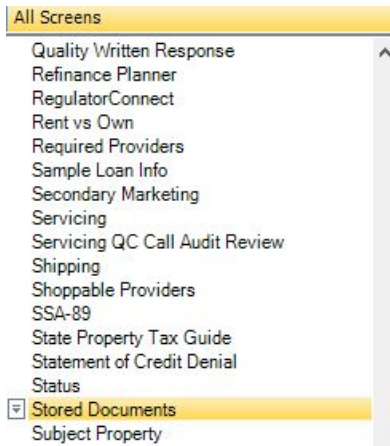 All Screens
Quality Written Response
Refinance Planner
RegulatorConnect
Rent vs Own
Required Providers
Sample Loan Info
Secondary Marketing
Servicing
Servicing QC Call Audit Review
Shipping
Shoppable Providers
SSA-89
State Property Tax Guide
Statement of Credit Denial
Status
Stored Documents
Subject Property